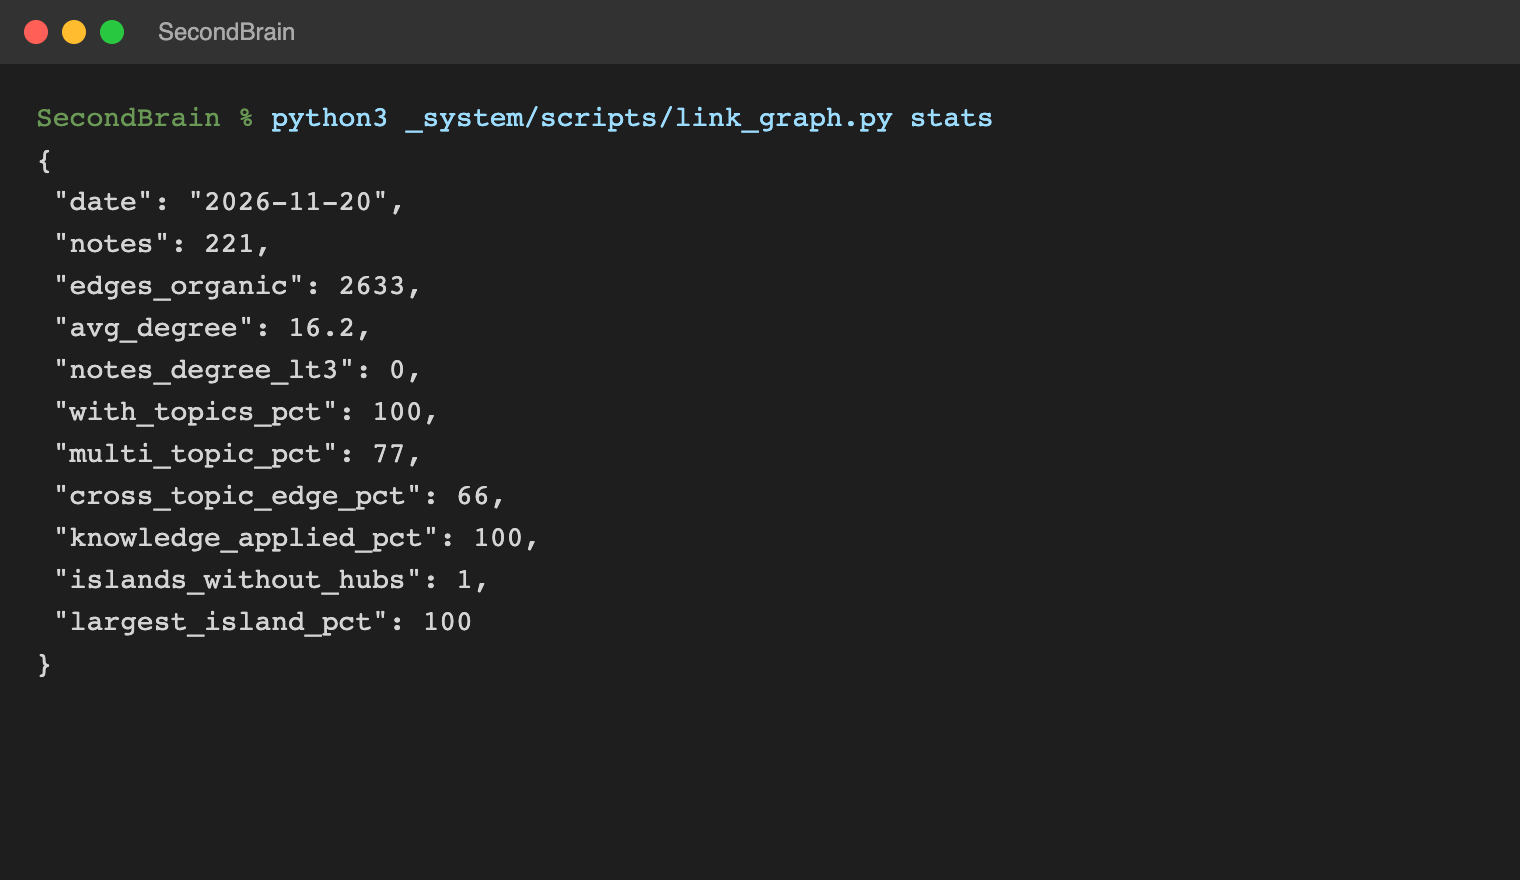 SecondBrain
SecondBrain % python3 _system/scripts/link_graph.py stats
{
 "date": "2026-11-20",
 "notes": 221,
 "edges_organic": 2633,
 "avg_degree": 16.2,
 "notes_degree_lt3": 0,
 "with_topics_pct": 100,
 "multi_topic_pct": 77,
 "cross_topic_edge_pct": 66,
 "knowledge_applied_pct": 100,
 "islands_without_hubs": 1,
 "largest_island_pct": 100
}